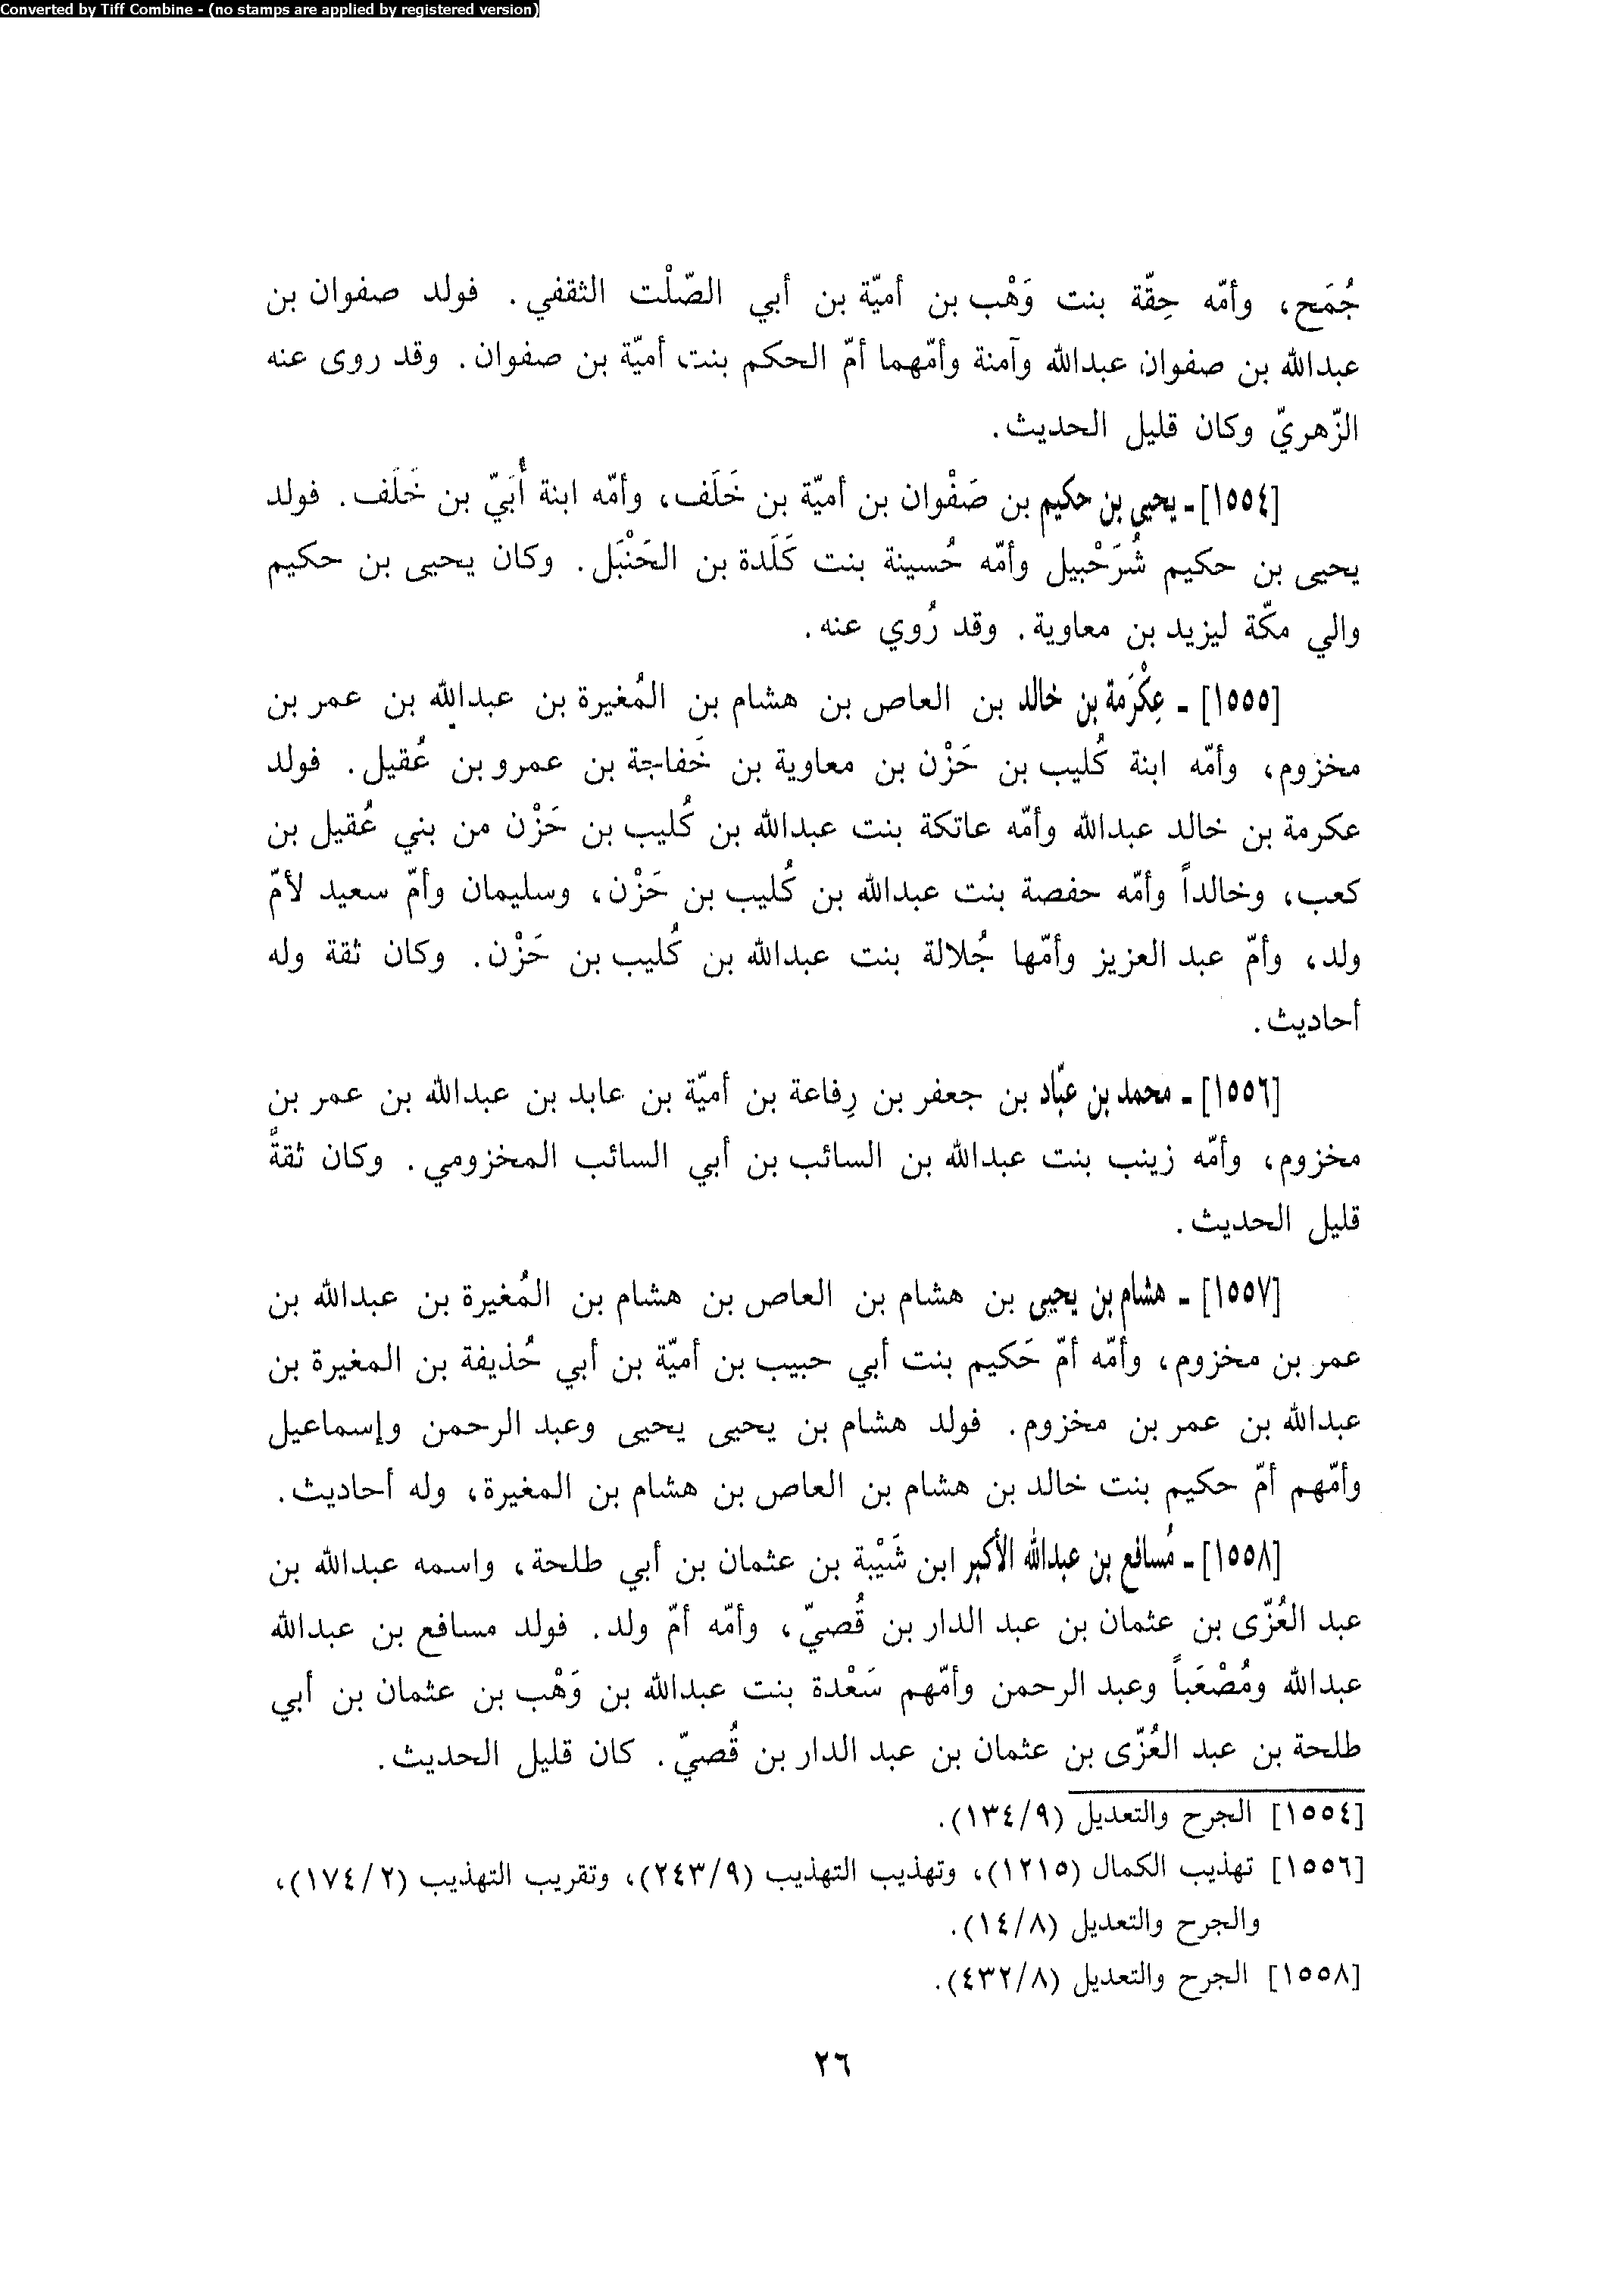 Converted by Tiff Combine - (no stamps are applied by registered version)
جُمَح، وأمّه حِقّة بنت وَهْب بن أميّة بن أبي الصّلْت الثقفي. فولد صفوان بن
عبدالله بن صفوان عبدالله وآمنة وأمّهما أمّ الحكم بنت أميّة بن صفوان. وقد روى عنه
الزّهريّ وكان قليل الحديث.
[١٥٥٤]- يحيى بن حكيم بن صَفْوان بن أميّة بن خَلَف، وأمّه ابنة أُبَيّ بن خَلَف. فولد
يحيى بن حكيم شُرَحْبيل وأمّه حُسينة بنت كَلَدة بن الحَنْبَل. وكان يحيى بن حكيم
والي مكّة ليزيد بن معاوية. وقد رُوي عنه.
[١٥٥٥] - عِكْرَمة بن خالد بن العاص بن هشام بن المُغيرة بن عبدالله بن عمر بن
مخزوم، وأمّه ابنة كُليب بن حَزْن بن معاوية بن خَفاجة بن عمرو بن عُقيل. فولد
عكرمة بن خالد عبدالله وأمّه عاتكة بنت عبدالله بن كُليب بن حَزْن من بني عُقيل بن
كعب، وخالداً وأمّه حفصة بنت عبدالله بن كُليب بن حَزْن، وسليمان وأمّ سعيد لأمّ
ولد، وأمّ عبد العزيز وأمّها جُلالة بنت عبدالله بن كُليب بن حَزْن. وكان ثقة وله
أحاديث.
[١٥٥٦] - محمد بن عبّاد بن جعفر بن رِفاعة بن أميّة بن عابد بن عبدالله بن عمر بن
مخزوم، وأمّه زينب بنت عبدالله بن السائب بن أبي السائب المخزومي. وكان ثقةً
قليل الحديث.
[١٥٥٧] - هشام بن يحيى بن هشام بن العاص بن هشام بن المُغيرة بن عبدالله بن
عمر بن مخزوم، وأمّه أمّ حَكيم بنت أبي حبيب بن أميّة بن أبي حُذيفة بن المغيرة بن
عبدالله بن عمر بن مخزوم. فولد هشام بن يحيى يحيى وعبد الرحمن وإسماعيل
وأمّهم أمّ حكيم بنت خالد بن هشام بن العاص بن هشام بن المغيرة، وله أحاديث.
[١٥٥٨]- مُسافع بن عبدالله الأكبر ابن شَيْبة بن عثمان بن أبي طلحة، واسمه عبدالله بن
عبد العُزّى بن عثمان بن عبد الدار بن قُصيّ، وأمّه أمّ ولد. فولد مسافع بن عبدالله
عبدالله ومُصْعَباً وعبد الرحمن وأمّهم سَعْدة بنت عبدالله بن وَهْب بن عثمان بن أبي
طلحة بن عبد العُزّى بن عثمان بن عبد الدار بن قُصيّ. كان قليل الحديث.
[١٥٥٤] الجرح والتعديل (١٣٤/٩).
[١٥٥٦] تهذيب الكمال (١٢١٥)، وتهذيب التهذيب (٢٤٣/٩)، وتقريب التهذيب (١٧٤/٢)،
والجرح والتعديل (١٤/٨).
[١٥٥٨] الجرح والتعديل (٤٣٢/٨).
٢٦